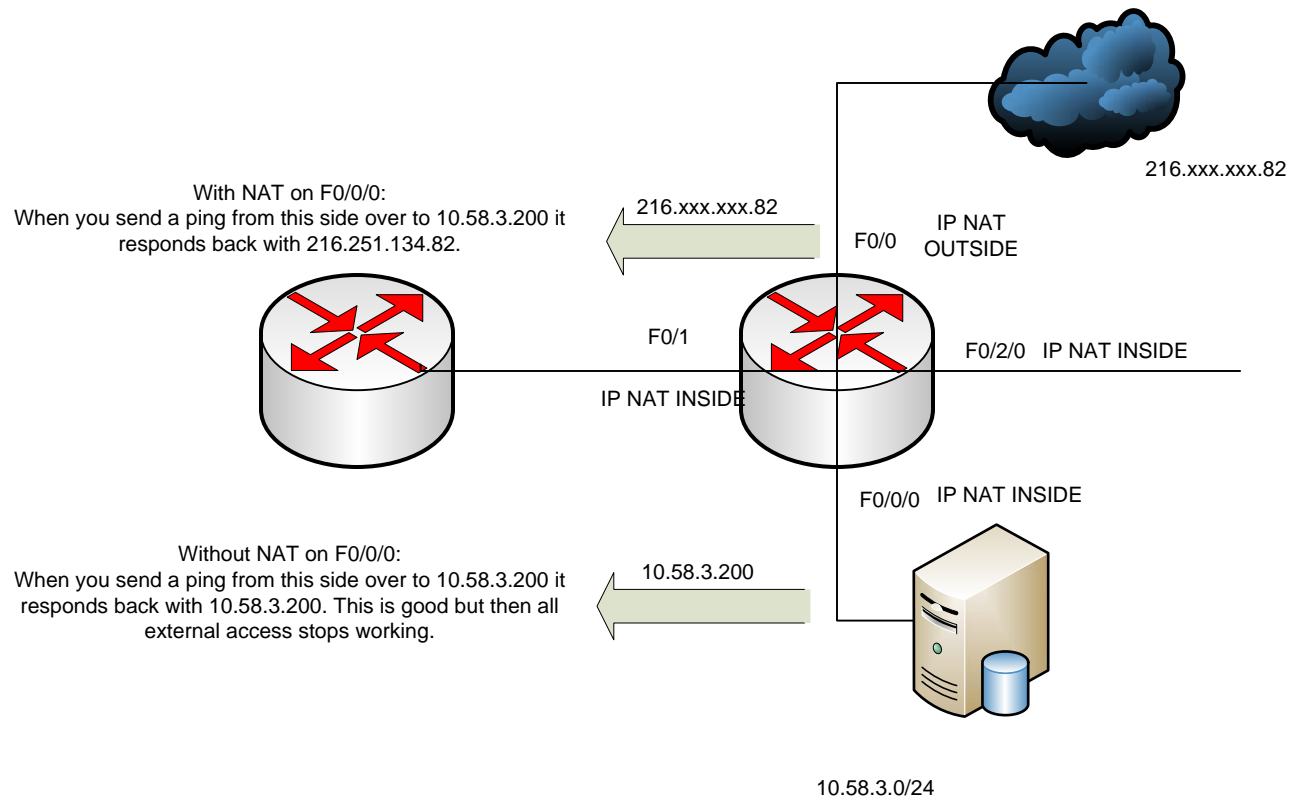 216.xxx.xxx.82
With NAT on F0/0/0:
When you send a ping from this side over to 10.58.3.200 it
responds back with 216.251.134.82.
216.xxx.xxx.82
F0/0
IP NAT
OUTSIDE
F0/1
IP NAT INSIDE
F0/2/0
IP NAT INSIDE
F0/0/0
IP NAT INSIDE
Without NAT on F0/0/0:
When you send a ping from this side over to 10.58.3.200 it
responds back with 10.58.3.200. This is good but then all
external access stops working.
10.58.3.200
10.58.3.0/24